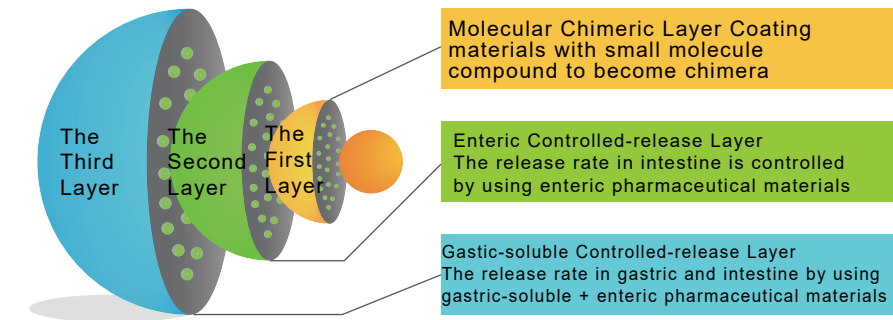 The
Third
Layer
The
Second
Layer
The
First
Layer
Molecular Chimeric Layer Coating
materials with small molecule
compound to become chimera
Enteric Controlled-release Layer
The release rate in intestine is controlled
by using enteric pharmaceutical materials
Gastic-soluble Controlled-release Layer
The release rate in gastric and intestine by using
gastric-soluble + enteric pharmaceutical materials